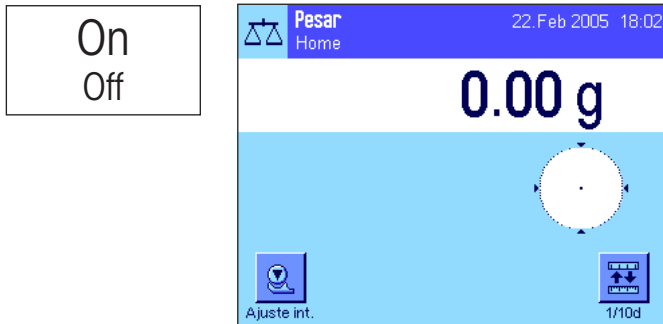 On
Off
Pesar
Home
22.Feb 2005 18:02
0.00 g
Ajuste int.
1/10d